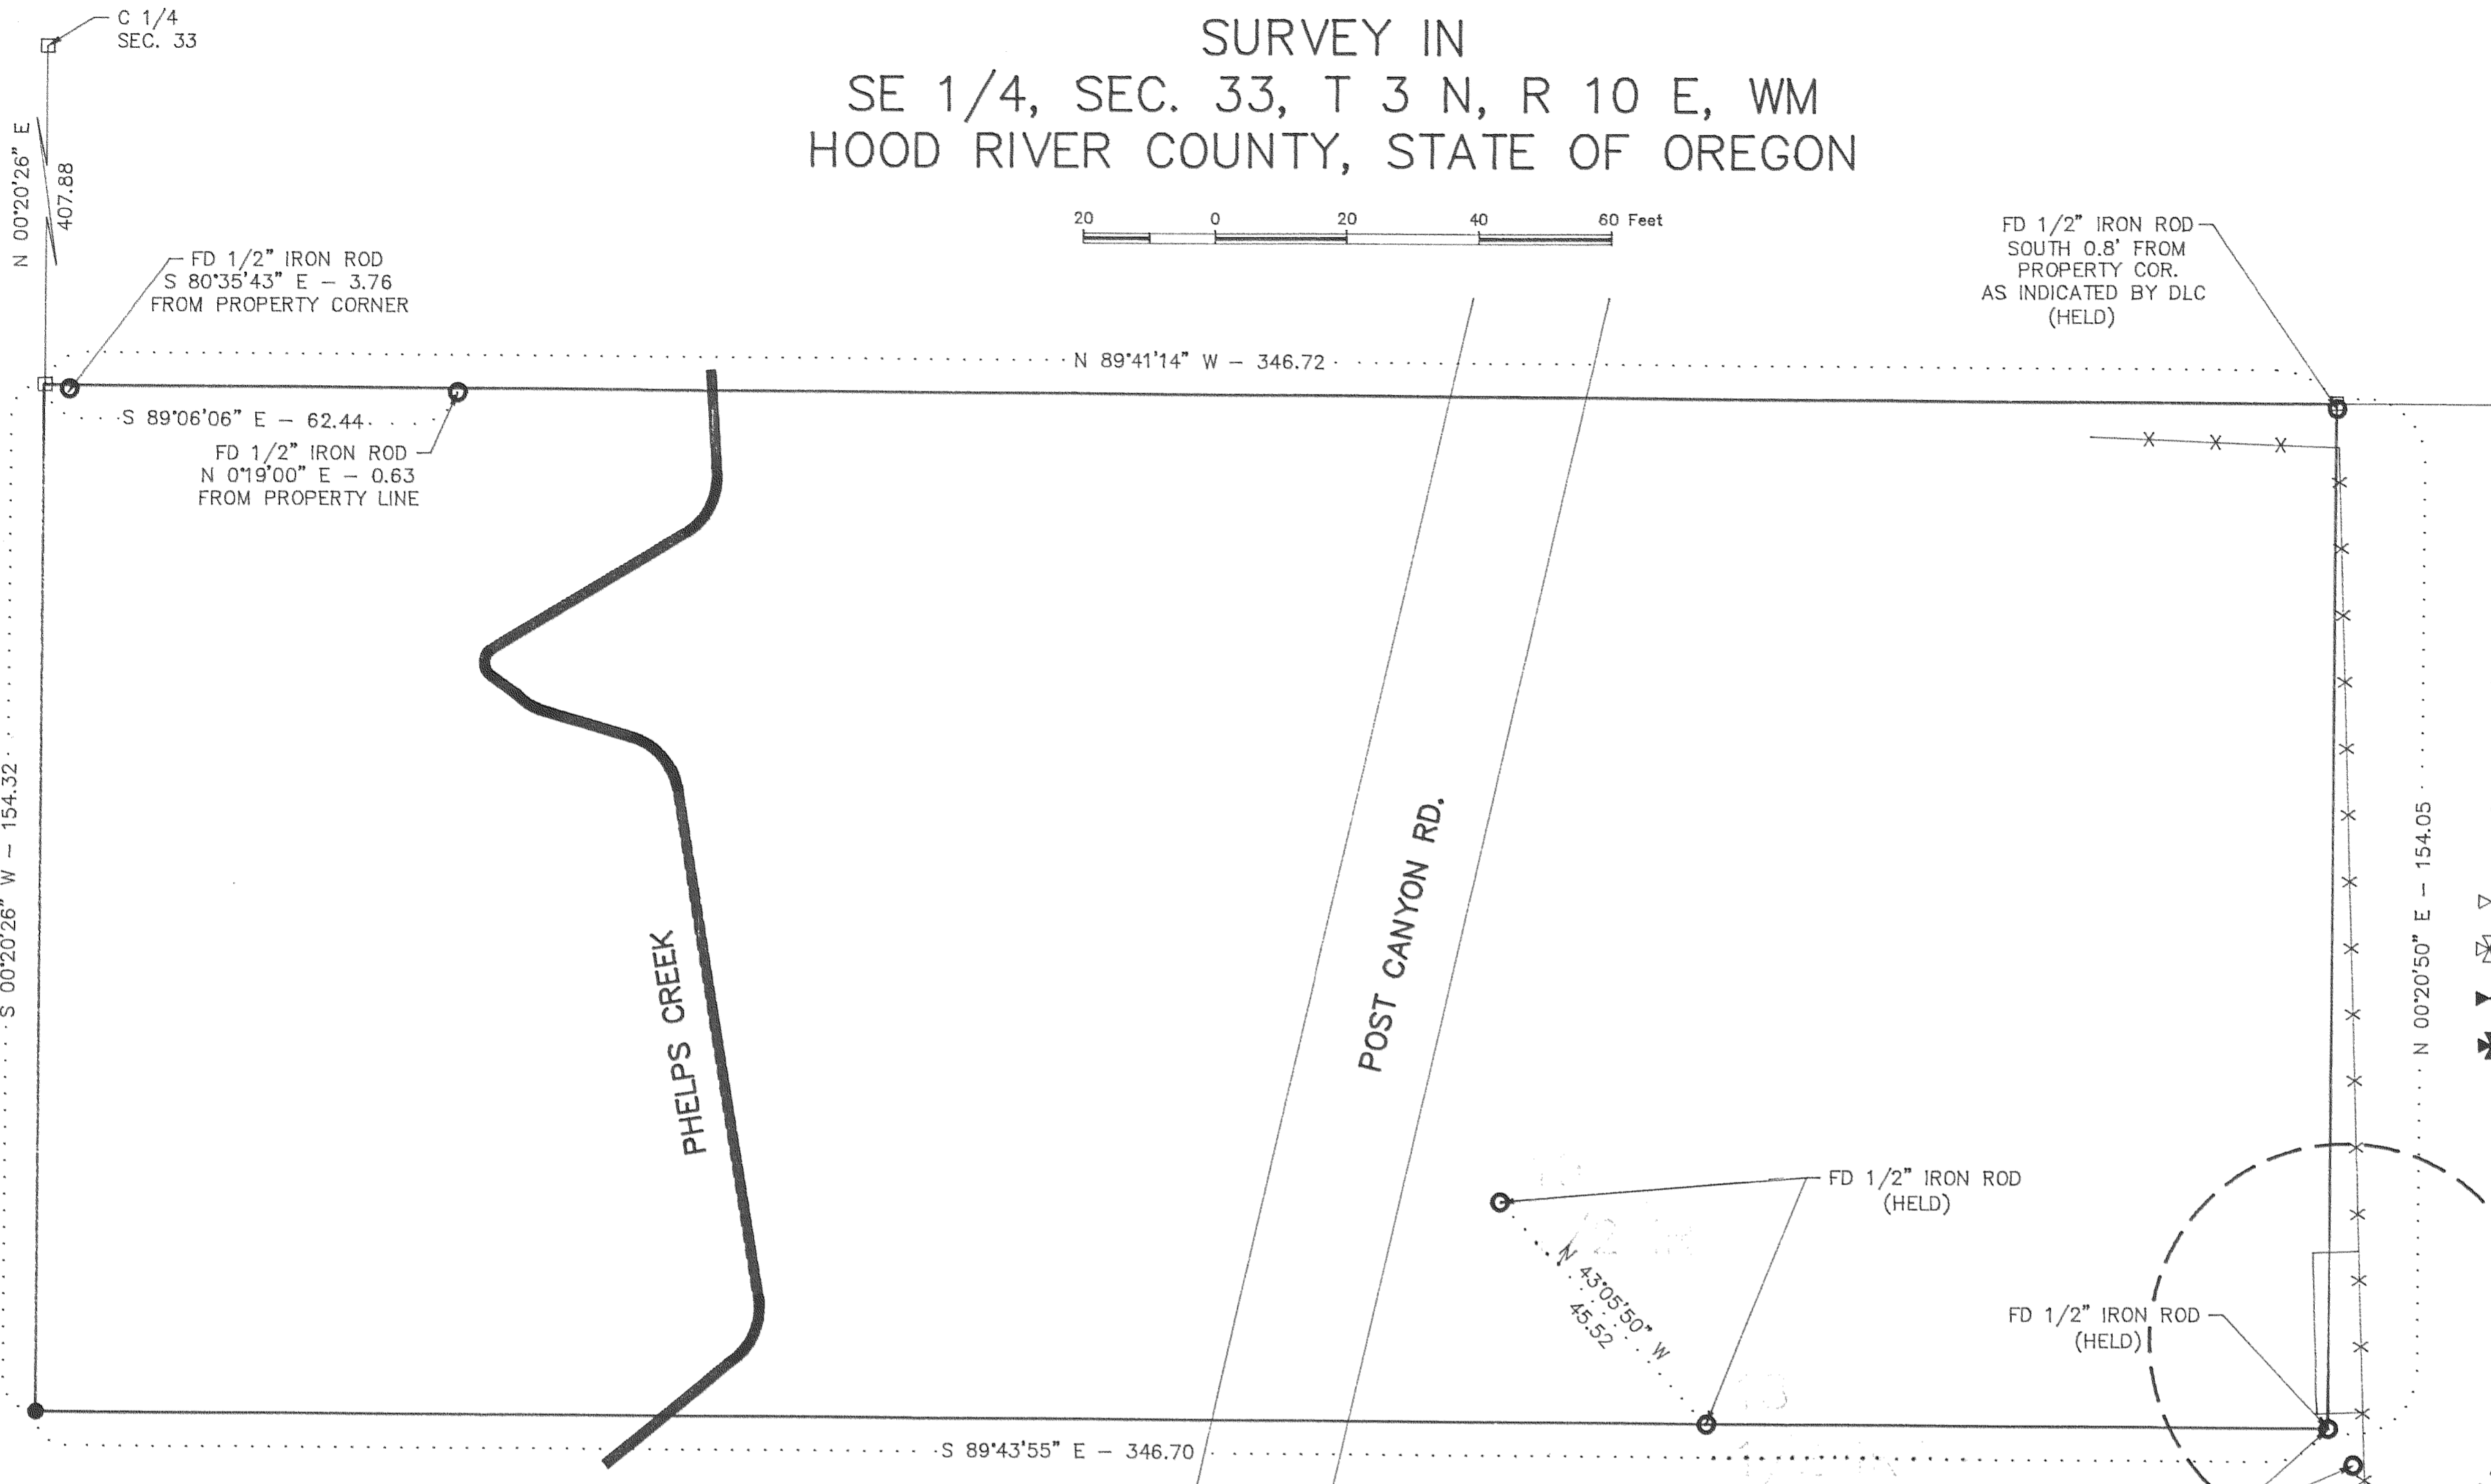 C 1/4
SEC. 33
SURVEY IN
SE 1/4, SEC. 33, T 3 N, R 10 E, WM
HOOD RIVER COUNTY, STATE OF OREGON
N 00°20'26" E
407.88
20 0 20 40 60 Feet
FD 1/2" IRON ROD
S 80°35'43" E – 3.76
FROM PROPERTY CORNER
FD 1/2" IRON ROD
SOUTH 0.8' FROM
PROPERTY COR.
AS INDICATED BY DLC
(HELD)
N 89°41'14" W – 346.72
S 89°06'06" E – 62.44
FD 1/2" IRON ROD
N 0°19'00" E – 0.63
FROM PROPERTY LINE
S 00°20'26" W – 154.32
PHELPS CREEK
POST CANYON RD.
N 00°20'50" E – 154.05
FD 1/2" IRON ROD
(HELD)
N 43°05'50" W
45.52
FD 1/2" IRON ROD
(HELD)
S 89°43'55" E – 346.70